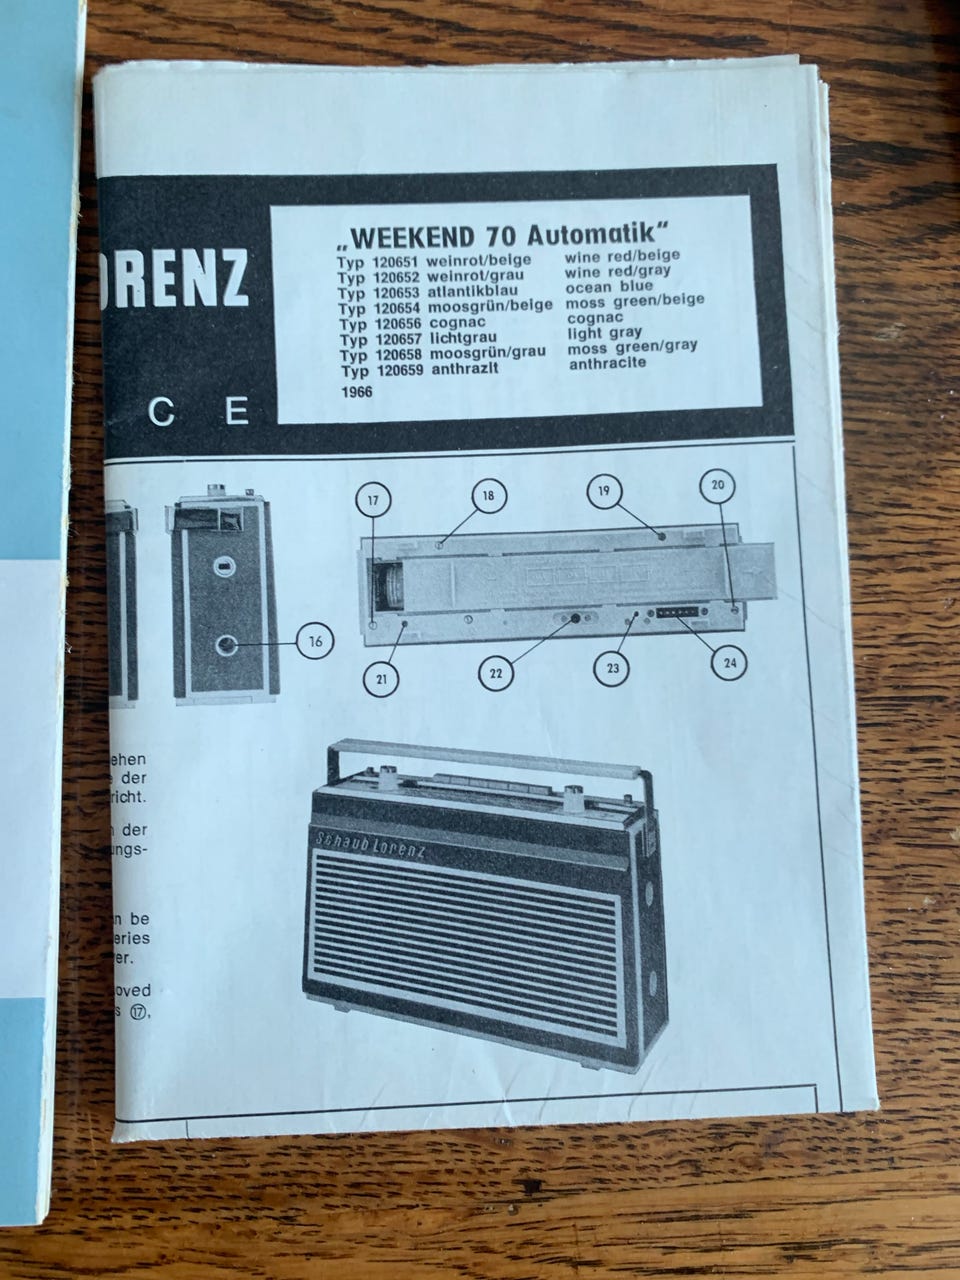 ORENZ
C E
„WEEKEND 70 Automatik“
Typ 120651 weinrot/beige wine red/beige
Typ 120652 weinrot/grau wine red/gray
Typ 120653 atlantikblau ocean blue
Typ 120654 moosgrün/beige moss green/beige
Typ 120656 cognac cognac
Typ 120657 lichtgrau light gray
Typ 120658 moosgrün/grau moss green/gray
Typ 120659 anthrazit anthracite
1966
17 18 19 20
16
21 22 23 24
Schaub Lorenz
ehen
der
richt.
der
ungs-
n be
eries
er.
oved
s ⑰,